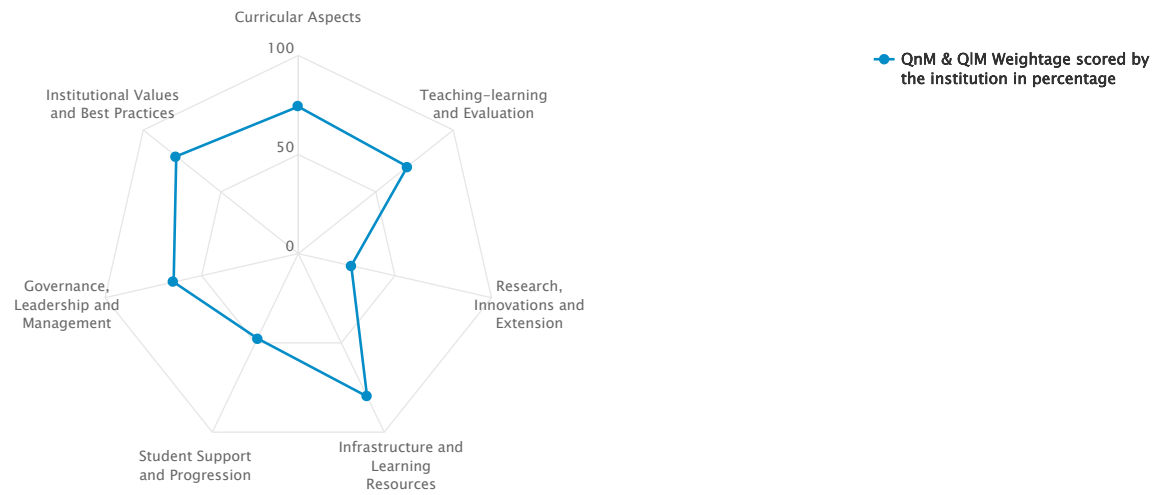 Curricular Aspects
100
50
0
Teaching-learning
and Evaluation
Research,
Innovations and
Extension
Infrastructure and
Learning
Resources
Student Support
and Progression
Governance,
Leadership and
Management
Institutional Values
and Best Practices
QnM & QlM Weightage scored by
the institution in percentage